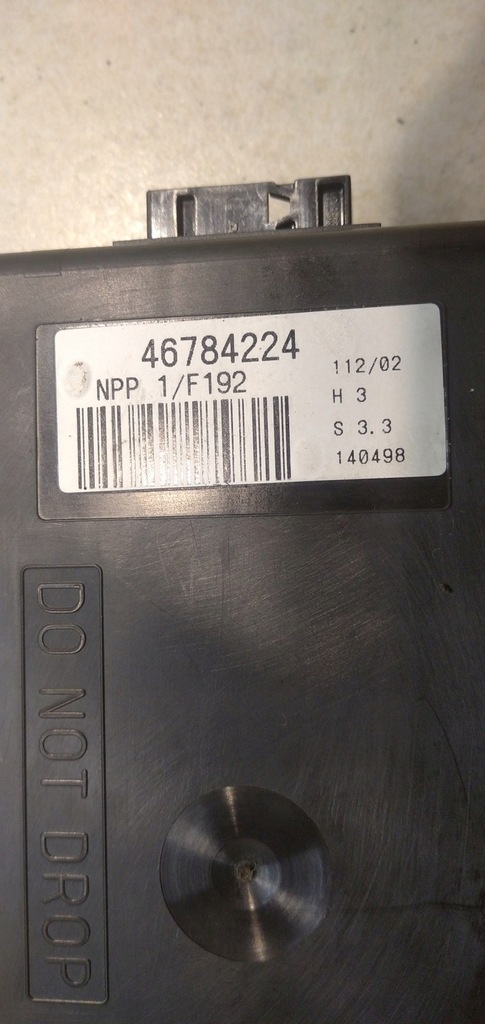 46784224
NPP 1/F192
112/02
H 3
S 3.3
140498
DO NOT DROP